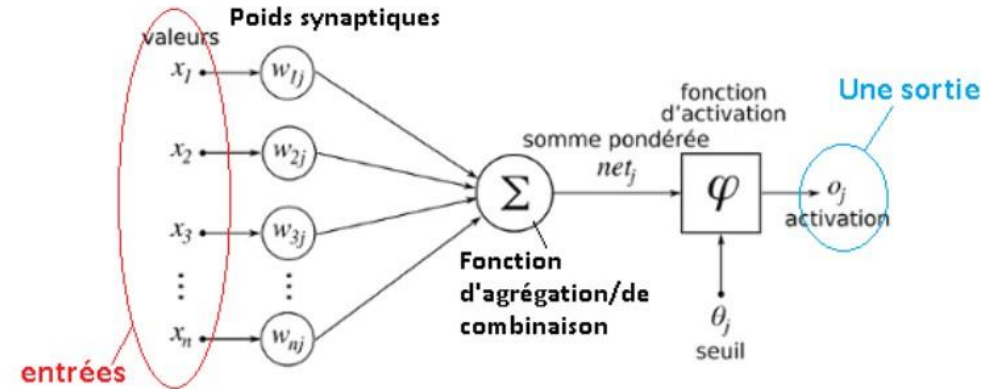 Poids synaptiques
valeurs
x1
w1j
x2
w2j
x3
w3j
⋮
⋮
xn
wnj
entrées
Σ
Fonction
d'agrégation/de
combinaison
somme pondérée
netj
fonction
d'activation
φ
θj
seuil
Une sortie
oj
activation